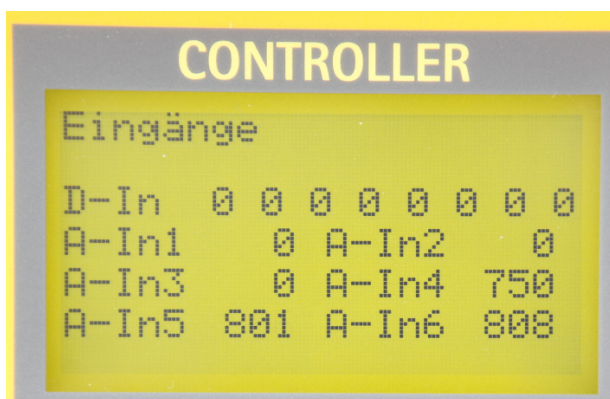 CONTROLLER
Eingänge
D-In 0 0 0 0 0 0 0 0
A-In1 0 A-In2 0
A-In3 0 A-In4 750
A-In5 801 A-In6 808